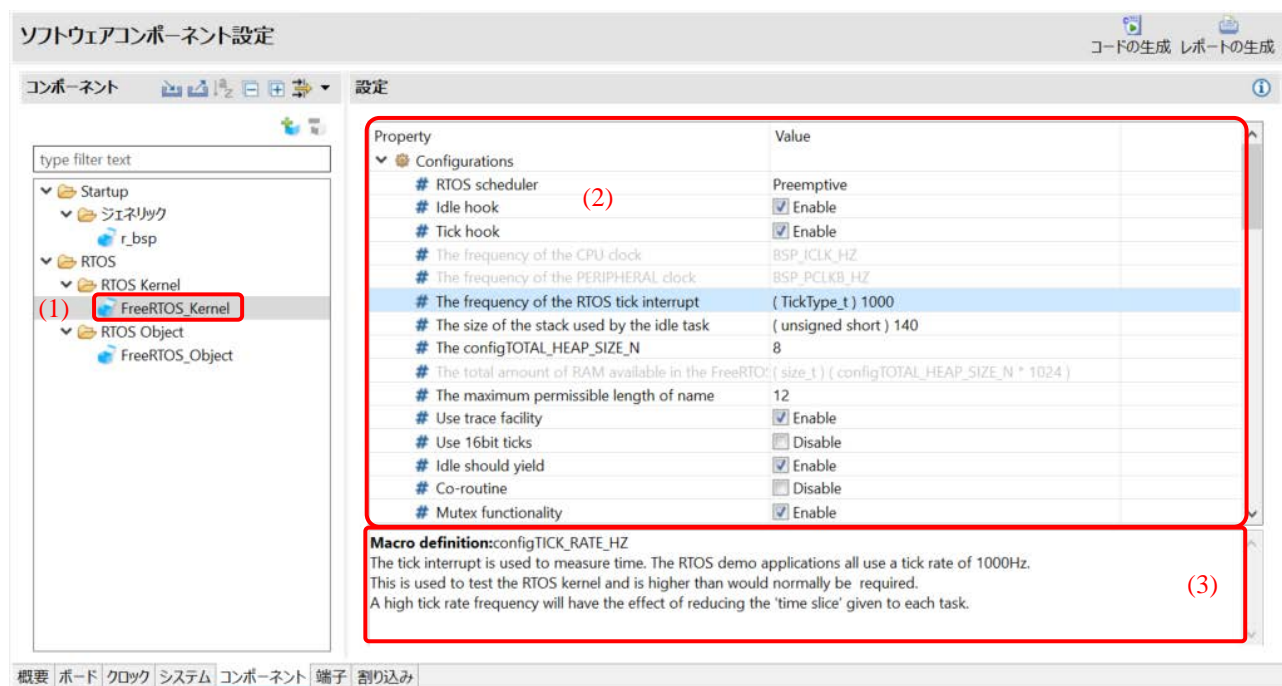 ソフトウェアコンポーネント設定
コードの生成 レポートの生成
コンポーネント
設定
type filter text
Startup
ジェネリック
r_bsp
RTOS
RTOS Kernel
(1)
FreeRTOS_Kernel
RTOS Object
FreeRTOS_Object
Property Value
Configurations
(2)
# RTOS scheduler Preemptive
# Idle hook Enable
# Tick hook Enable
# The frequency of the CPU clock BSP_ICLK_HZ
# The frequency of the PERIPHERAL clock BSP_PCLKB_HZ
# The frequency of the RTOS tick interrupt ( TickType_t ) 1000
# The size of the stack used by the idle task ( unsigned short ) 140
# The configTOTAL_HEAP_SIZE_N 8
# The total amount of RAM available in the FreeRTO: ( size_t ) ( configTOTAL_HEAP_SIZE_N * 1024 )
# The maximum permissible length of name 12
# Use trace facility Enable
# Use 16bit ticks Disable
# Idle should yield Enable
# Co-routine Disable
# Mutex functionality Enable
Macro definition:configTICK_RATE_HZ
The tick interrupt is used to measure time. The RTOS demo applications all use a tick rate of 1000Hz.
This is used to test the RTOS kernel and is higher than would normally be required.
A high tick rate frequency will have the effect of reducing the 'time slice' given to each task.
(3)
概要 ボード クロック システム コンポーネント 端子 割り込み